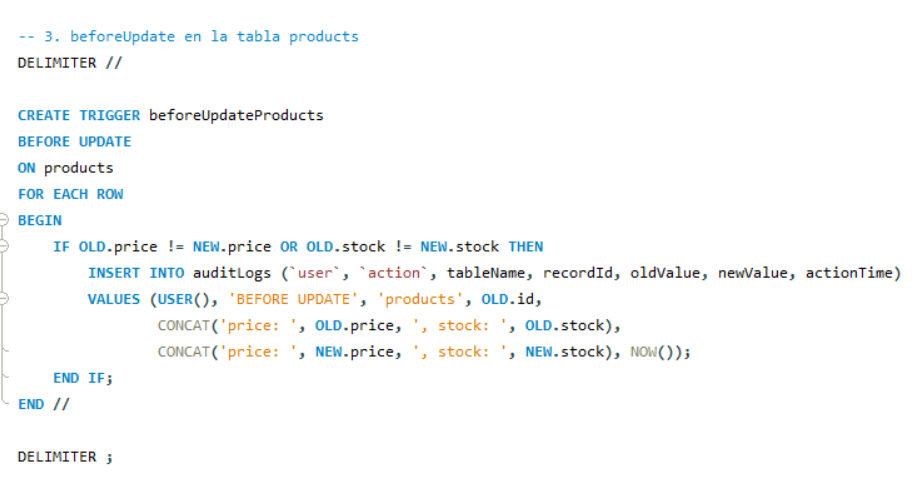 -- 3. beforeUpdate en la tabla products
DELIMITER //
CREATE TRIGGER beforeUpdateProducts
BEFORE UPDATE
ON products
FOR EACH ROW
BEGIN
    IF OLD.price != NEW.price OR OLD.stock != NEW.stock THEN
        INSERT INTO auditLogs (`user`, `action`, tableName, recordId, oldValue, newValue, actionTime)
        VALUES (USER(), 'BEFORE UPDATE', 'products', OLD.id,
                CONCAT('price: ', OLD.price, ', stock: ', OLD.stock),
                CONCAT('price: ', NEW.price, ', stock: ', NEW.stock), NOW());
    END IF;
END //
DELIMITER ;